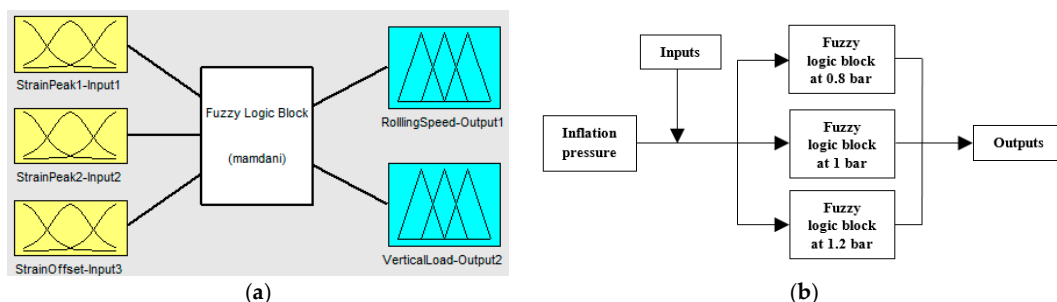 StrainPeak1-Input1
StrainPeak2-Input2
StrainOffset-Input3
Fuzzy Logic Block
(mamdani)
RolllingSpeed-Output1
VerticalLoad-Output2
(a)
Inputs
Inflation
pressure
Fuzzy
logic block
at 0.8 bar
Fuzzy
logic block
at 1 bar
Fuzzy
logic block
at 1.2 bar
Outputs
(b)